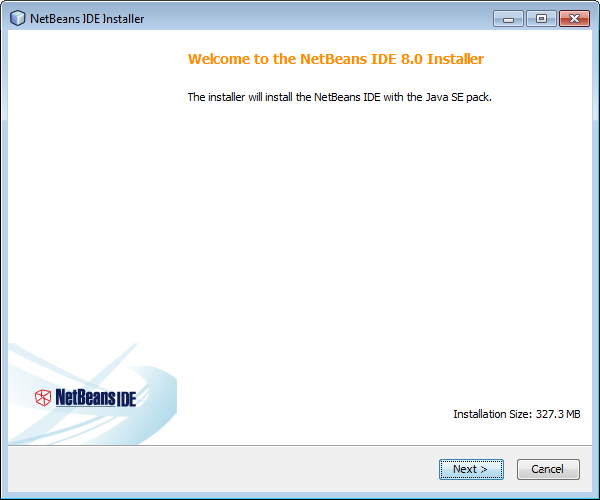 NetBeans IDE Installer
Welcome to the NetBeans IDE 8.0 Installer
The installer will install the NetBeans IDE with the Java SE pack.
NetBeans IDE
Installation Size: 327.3 MB
Next >
Cancel